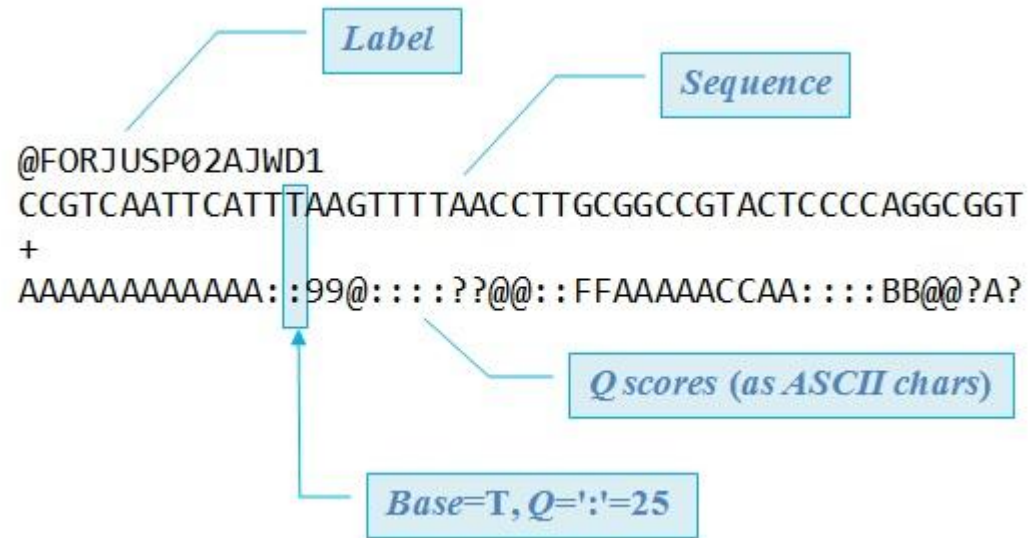 Label
Sequence
@FORJUSP02AJWD1
CCGTCAATTCATTTAAGTTTTAACCTTGCGGCCGTACTCCCCAGGCGGT
+
AAAAAAAAAAAA::99@::::??@@::FFAAAAACCAA::::BB@@?A?
Q scores (as ASCII chars)
Base=T, Q=':'=25